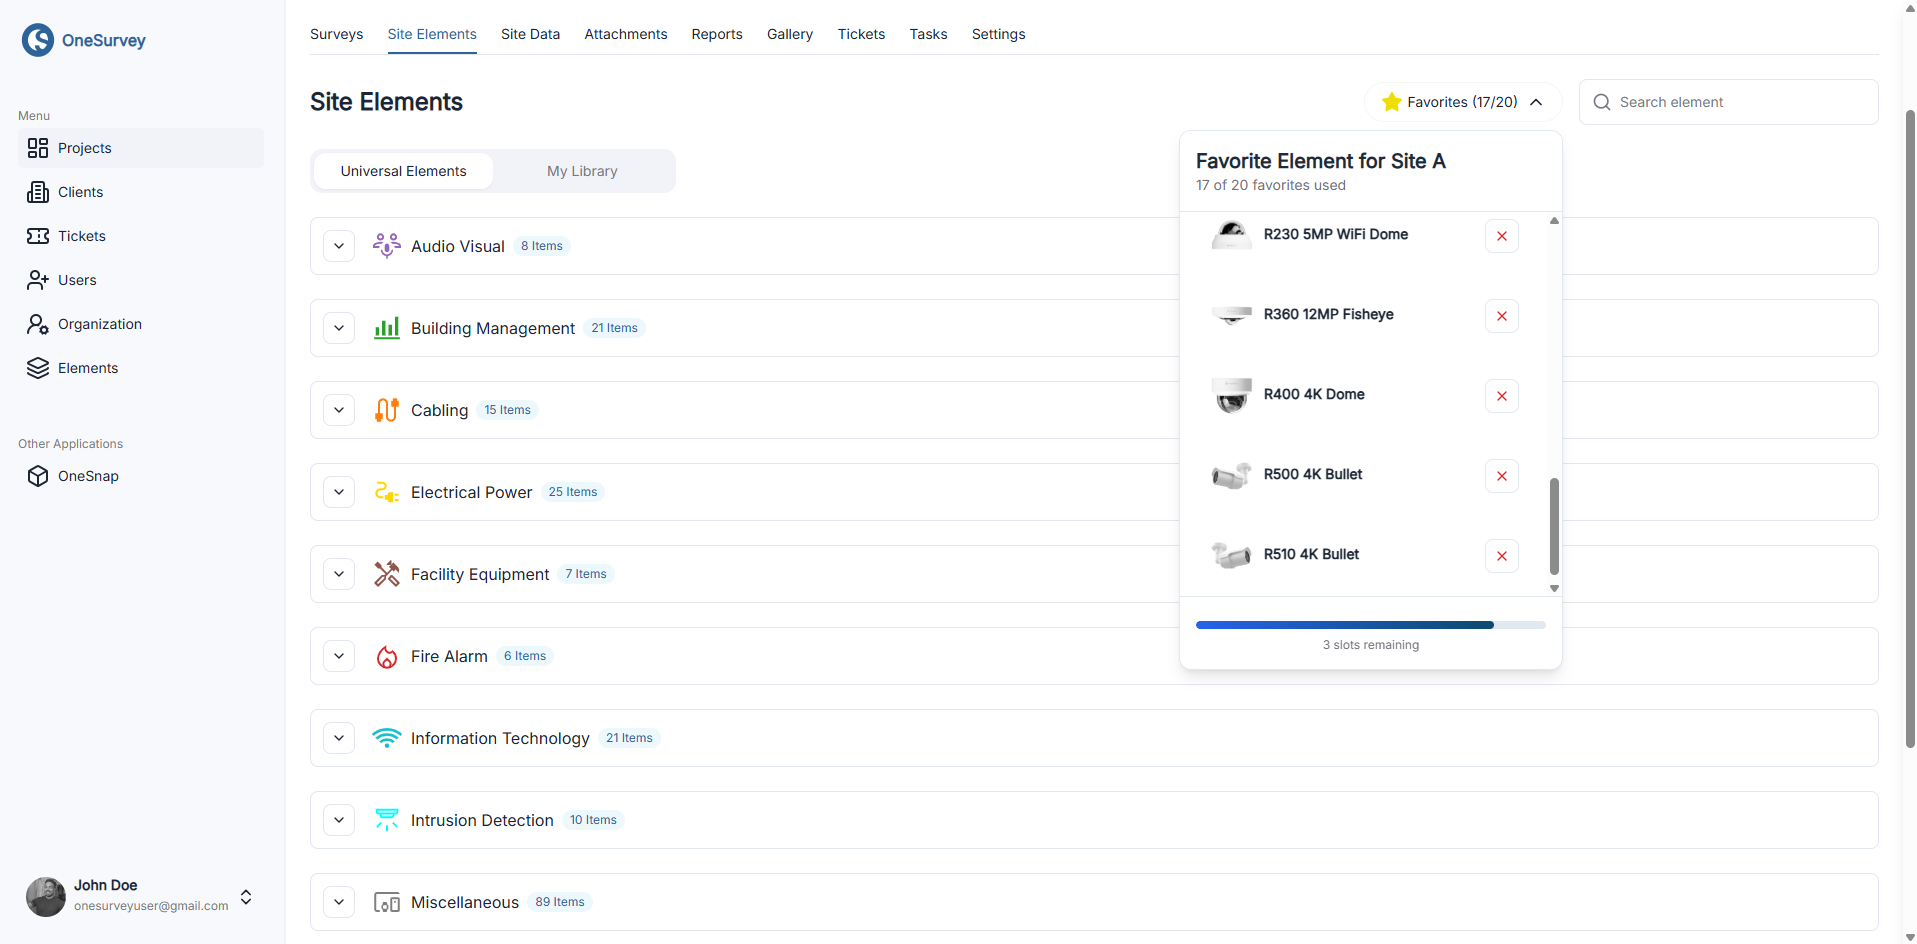 OneSurvey
Menu
Projects
Clients
Tickets
Users
Organization
Elements
Other Applications
OneSnap
John Doe
onesurveyuser@gmail.com
Surveys Site Elements Site Data Attachments Reports Gallery Tickets Tasks Settings
Site Elements
Favorites (17/20)
Search element
Universal Elements My Library
Audio Visual 8 Items
Building Management 21 Items
Cabling 15 Items
Electrical Power 25 Items
Facility Equipment 7 Items
Fire Alarm 6 Items
Information Technology 21 Items
Intrusion Detection 10 Items
Miscellaneous 89 Items
Favorite Element for Site A
17 of 20 favorites used
R230 5MP WiFi Dome
R360 12MP Fisheye
R400 4K Dome
R500 4K Bullet
R510 4K Bullet
3 slots remaining